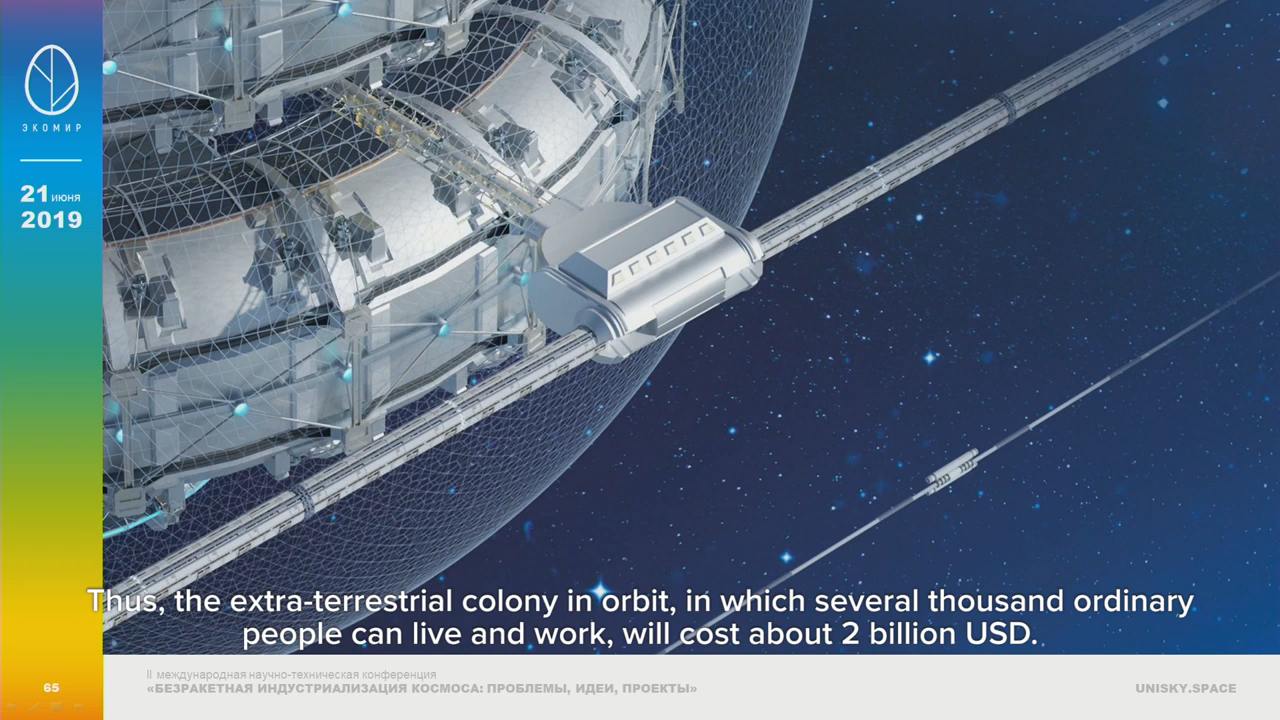 ЭКОМИР
21 июня
2019
Thus, the extra-terrestrial colony in orbit, in which several thousand ordinary
people can live and work, will cost about 2 billion USD.
65
II международная научно-техническая конференция
«БЕЗРАКЕТНАЯ ИНДУСТРИАЛИЗАЦИЯ КОСМОСА: ПРОБЛЕМЫ, ИДЕИ, ПРОЕКТЫ»
UNISKY.SPACE